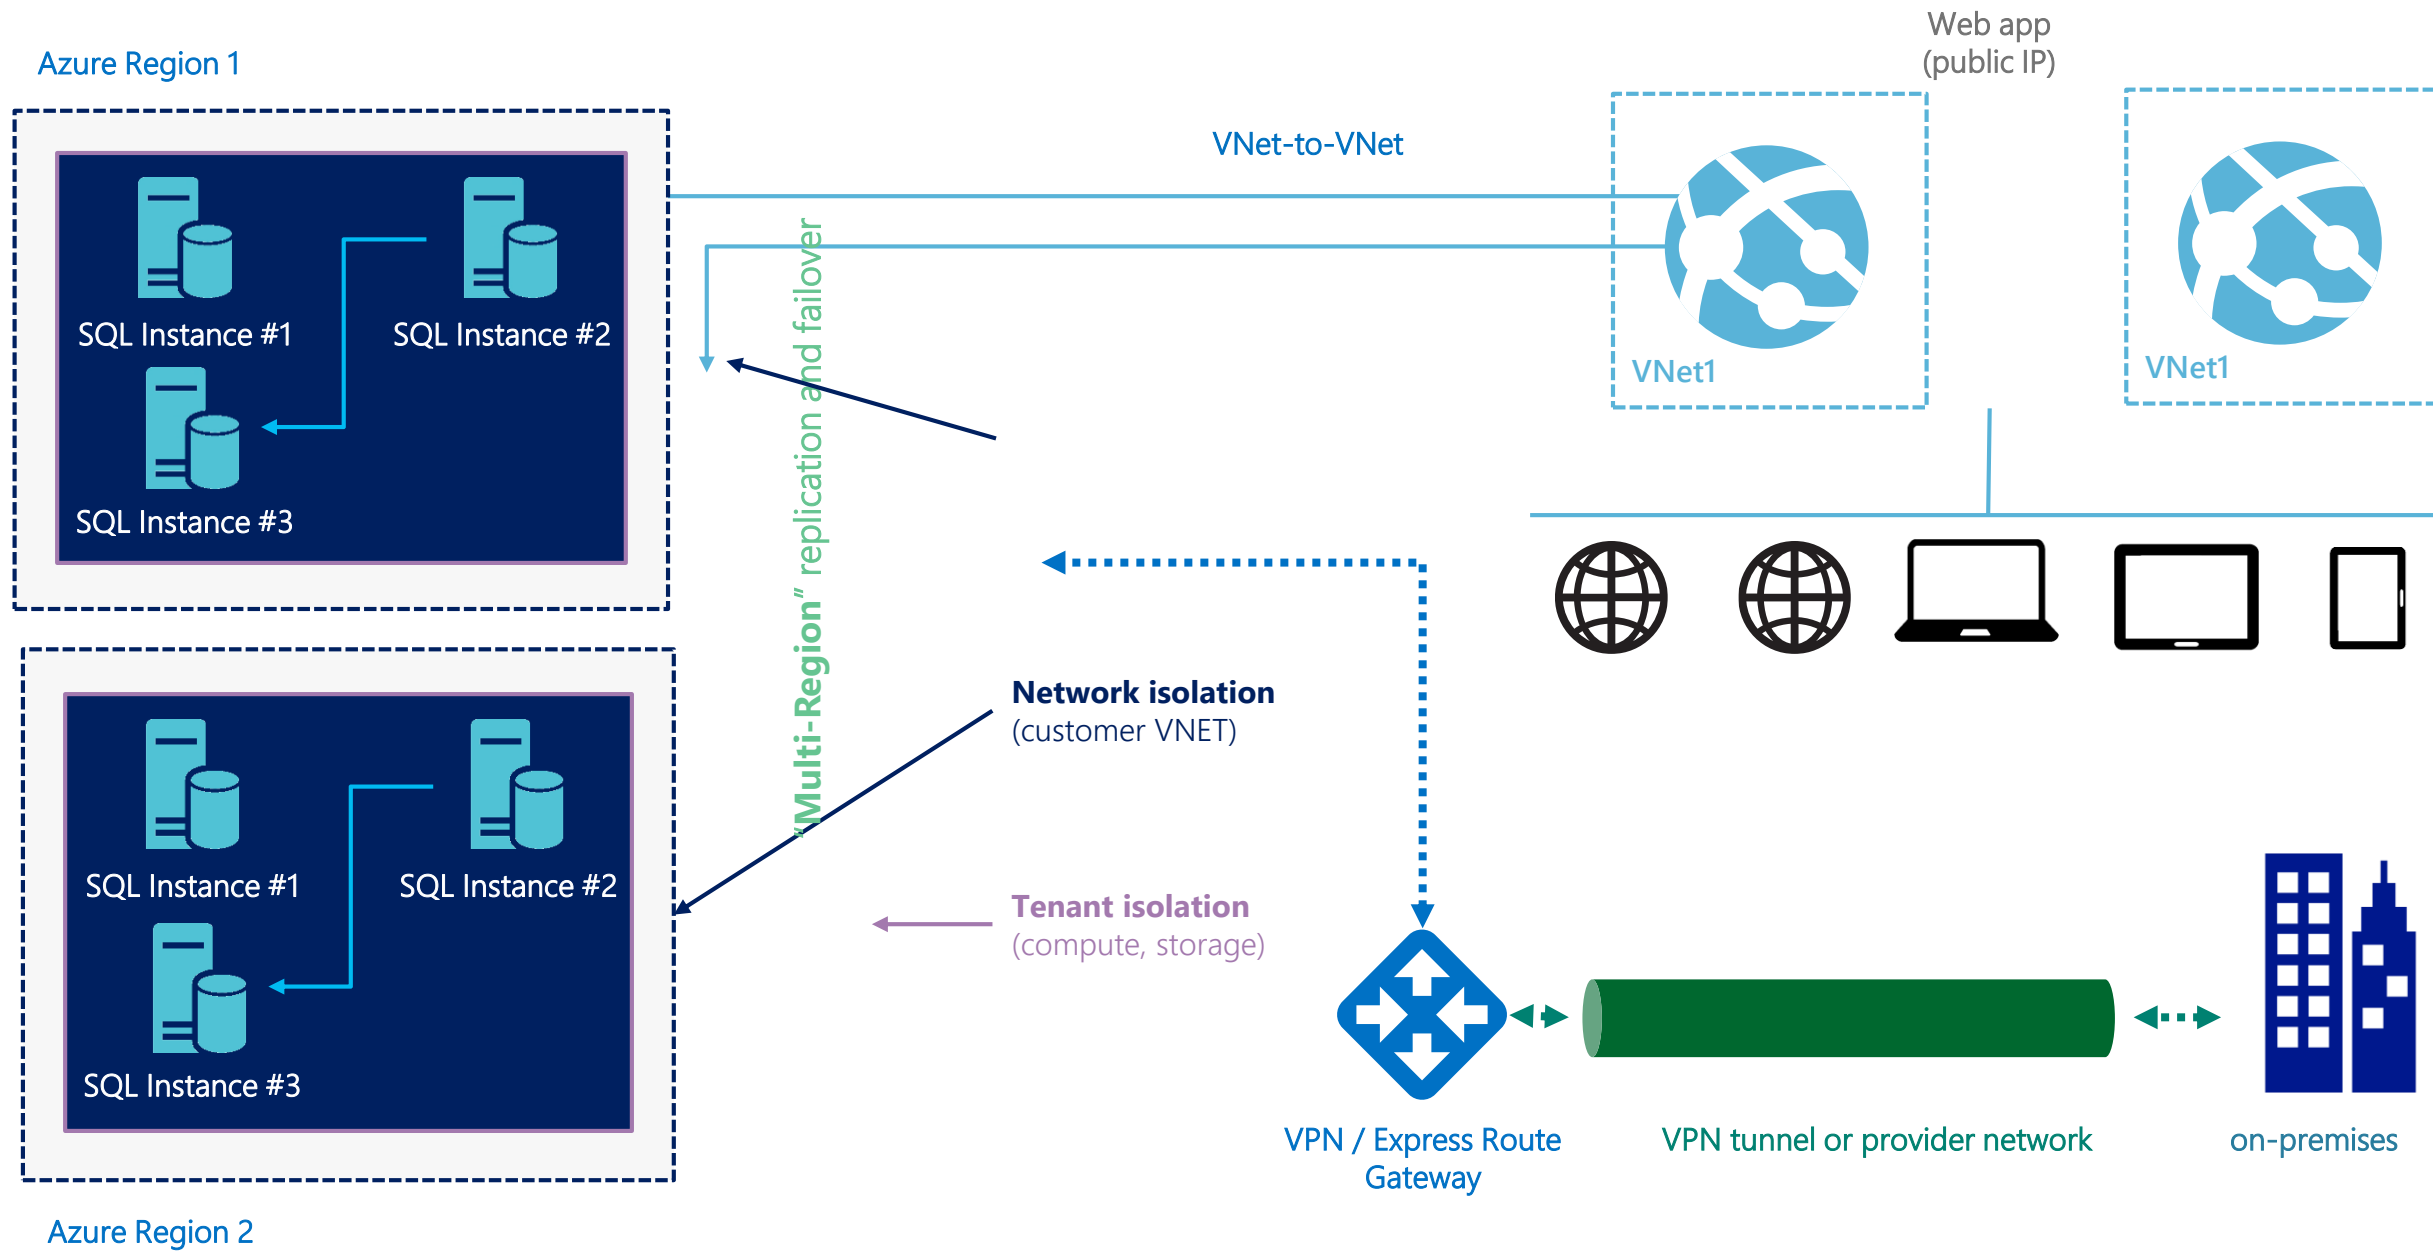 Azure Region 1
Web app
(public IP)
VNet-to-VNet
SQL Instance #1
SQL Instance #2
SQL Instance #3
VNet1
VNet1
“Multi-Region” replication and failover
Network isolation
(customer VNET)
SQL Instance #1
SQL Instance #2
SQL Instance #3
Tenant isolation
(compute, storage)
VPN / Express Route
Gateway
VPN tunnel or provider network
on-premises
Azure Region 2